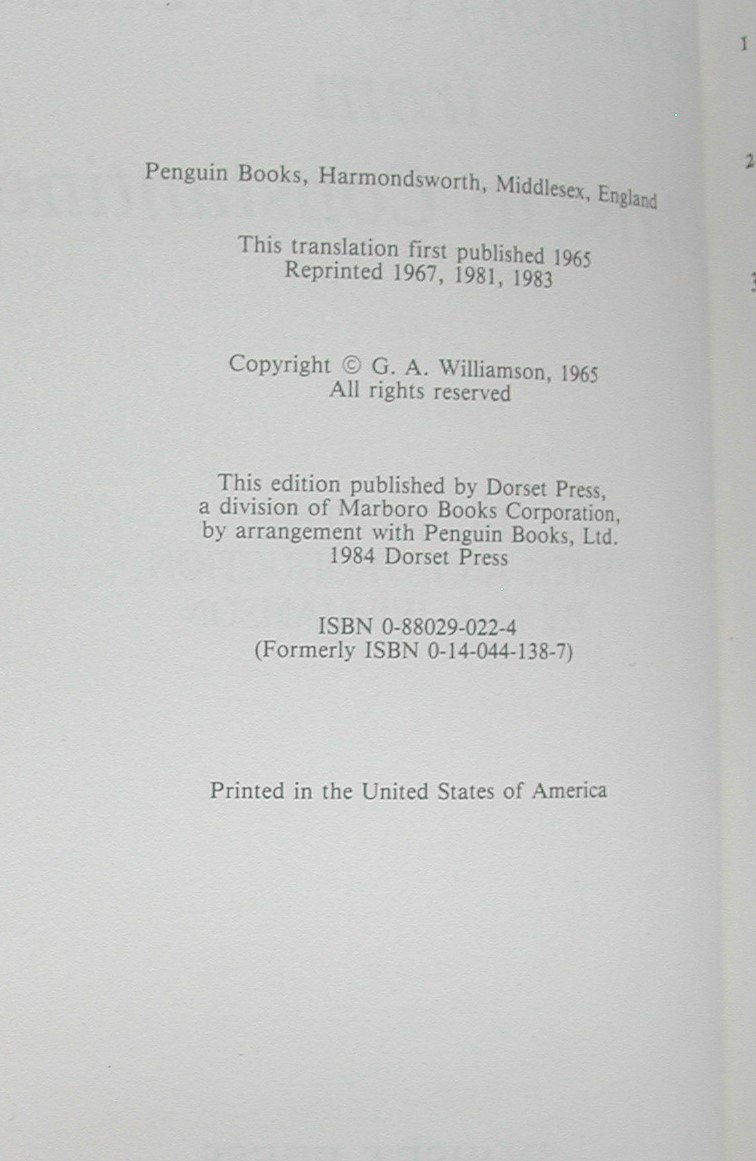 Penguin Books, Harmondsworth, Middlesex, England
This translation first published 1965
Reprinted 1967, 1981, 1983
Copyright © G. A. Williamson, 1965
All rights reserved
This edition published by Dorset Press,
a division of Marboro Books Corporation,
by arrangement with Penguin Books, Ltd.
1984 Dorset Press
ISBN 0-88029-022-4
(Formerly ISBN 0-14-044-138-7)
Printed in the United States of America
1
2
3